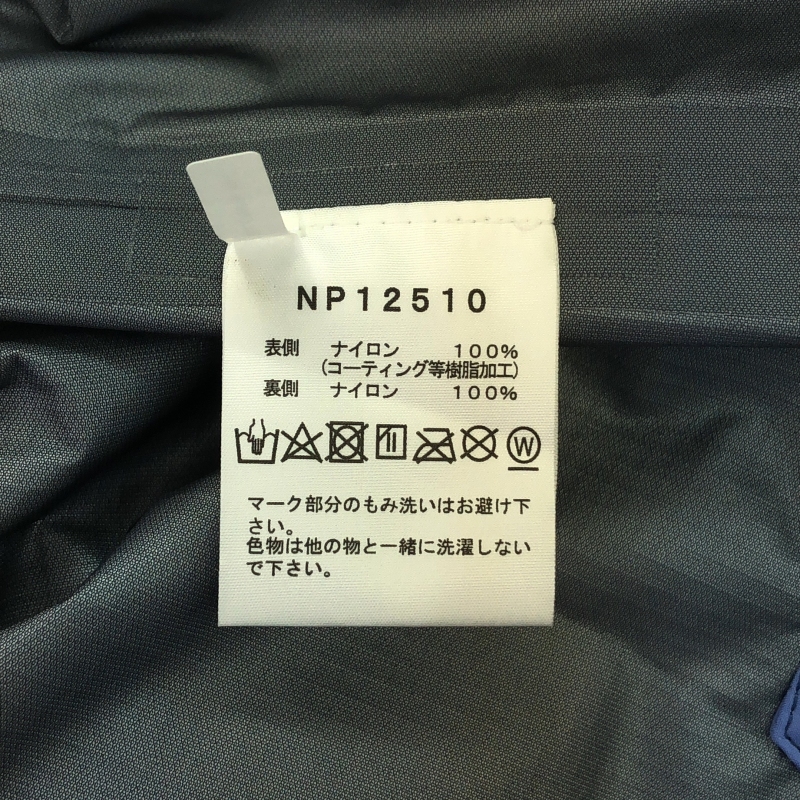 NP12510
表側 ナイロン 100%
(コーティング等樹脂加工)
裏側 ナイロン 100%
W
マーク部分のもみ洗いはお避け下
さい。
色物は他の物と一緒に洗濯しない
で下さい。